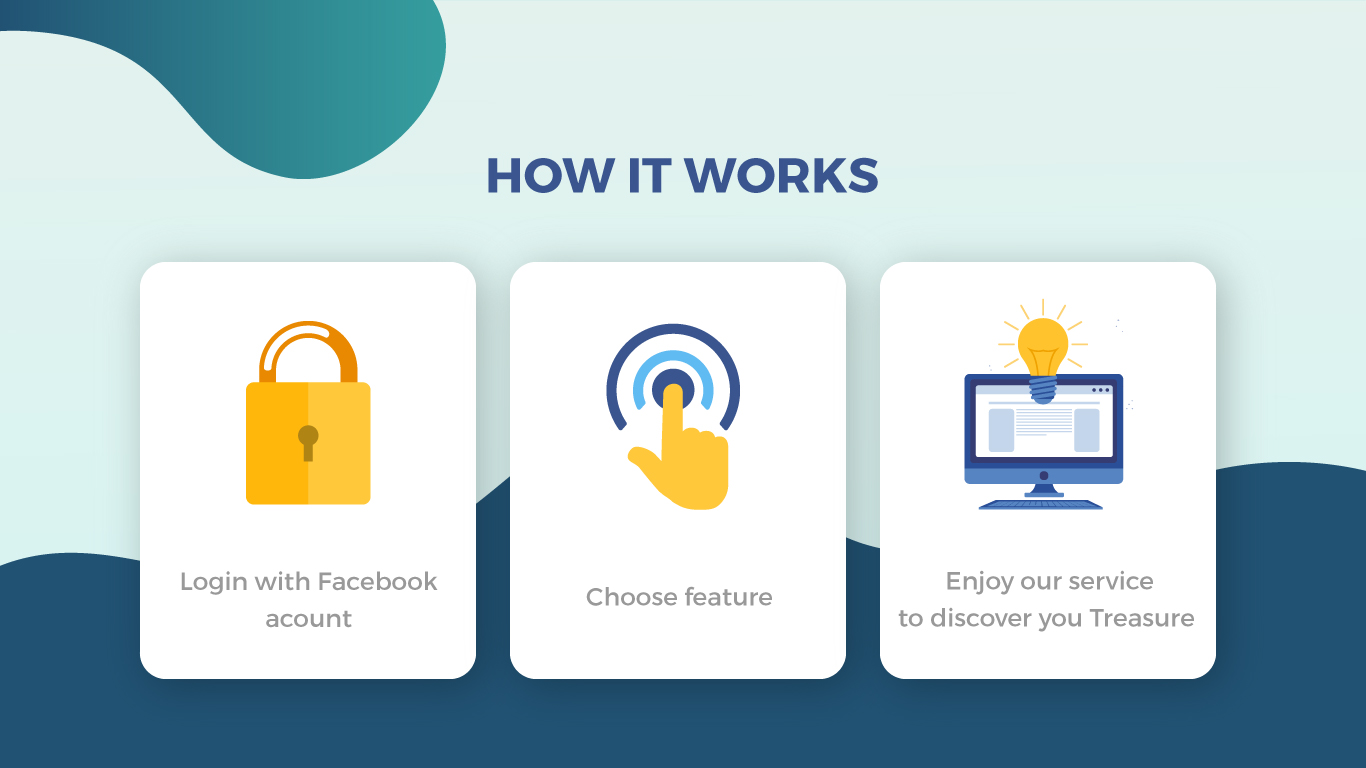 HOW IT WORKS
Login with Facebook
acount
Choose feature
Enjoy our service
to discover you Treasure